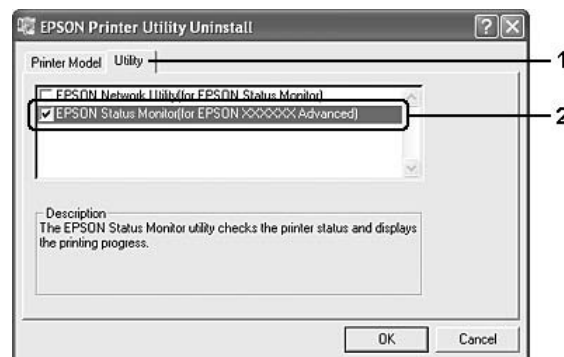 EPSON Printer Utility Uninstall
Printer Model Utility
1
EPSON Network Utility(for EPSON Status Monitor)
EPSON Status Monitor(for EPSON XXXXXX Advanced)
2
Description
The EPSON Status Monitor utility checks the printer status and displays
the printing progress.
OK Cancel